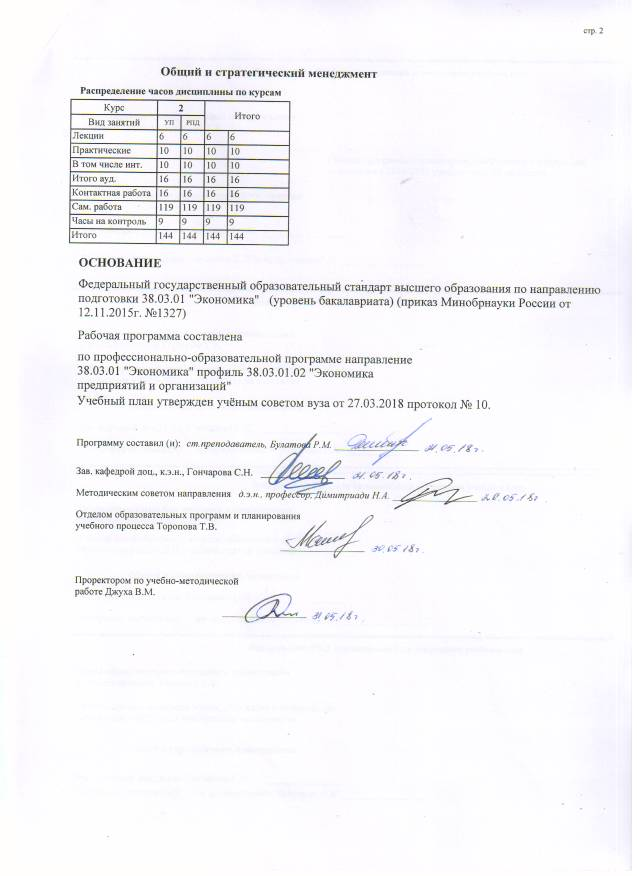 стр. 2
Общий и стратегический менеджмент
Распределение часов дисциплины по курсам
Курс 2 Итого
Вид занятий УП РПД
Лекции 6 6 6 6
Практические 10 10 10 10
В том числе инт. 10 10 10 10
Итого ауд. 16 16 16 16
Контактная работа 16 16 16 16
Сам. работа 119 119 119 119
Часы на контроль 9 9 9 9
Итого 144 144 144 144
ОСНОВАНИЕ
Федеральный государственный образовательный стандарт высшего образования по направлению
подготовки 38.03.01 "Экономика" (уровень бакалавриата) (приказ Минобрнауки России от
12.11.2015г. №1327)
Рабочая программа составлена
по профессионально-образовательной программе направление
38.03.01 "Экономика" профиль 38.03.01.02 "Экономика
предприятий и организаций"
Учебный план утвержден учёным советом вуза от 27.03.2018 протокол № 10.
Программу составил (и): ст.преподаватель, Булатова Р.М. 31.05.18г.
Зав. кафедрой доц., к.э.н., Гончарова С.Н. 31.05.18г.
Методическим советом направления д.э.н., профессор, Димитриади Н.А. .05.18г.
Отделом образовательных программ и планирования
учебного процесса Торопова Т.В.
30.05.18г.
Проректором по учебно-методической
работе Джуха В.М.
31.05.18г.